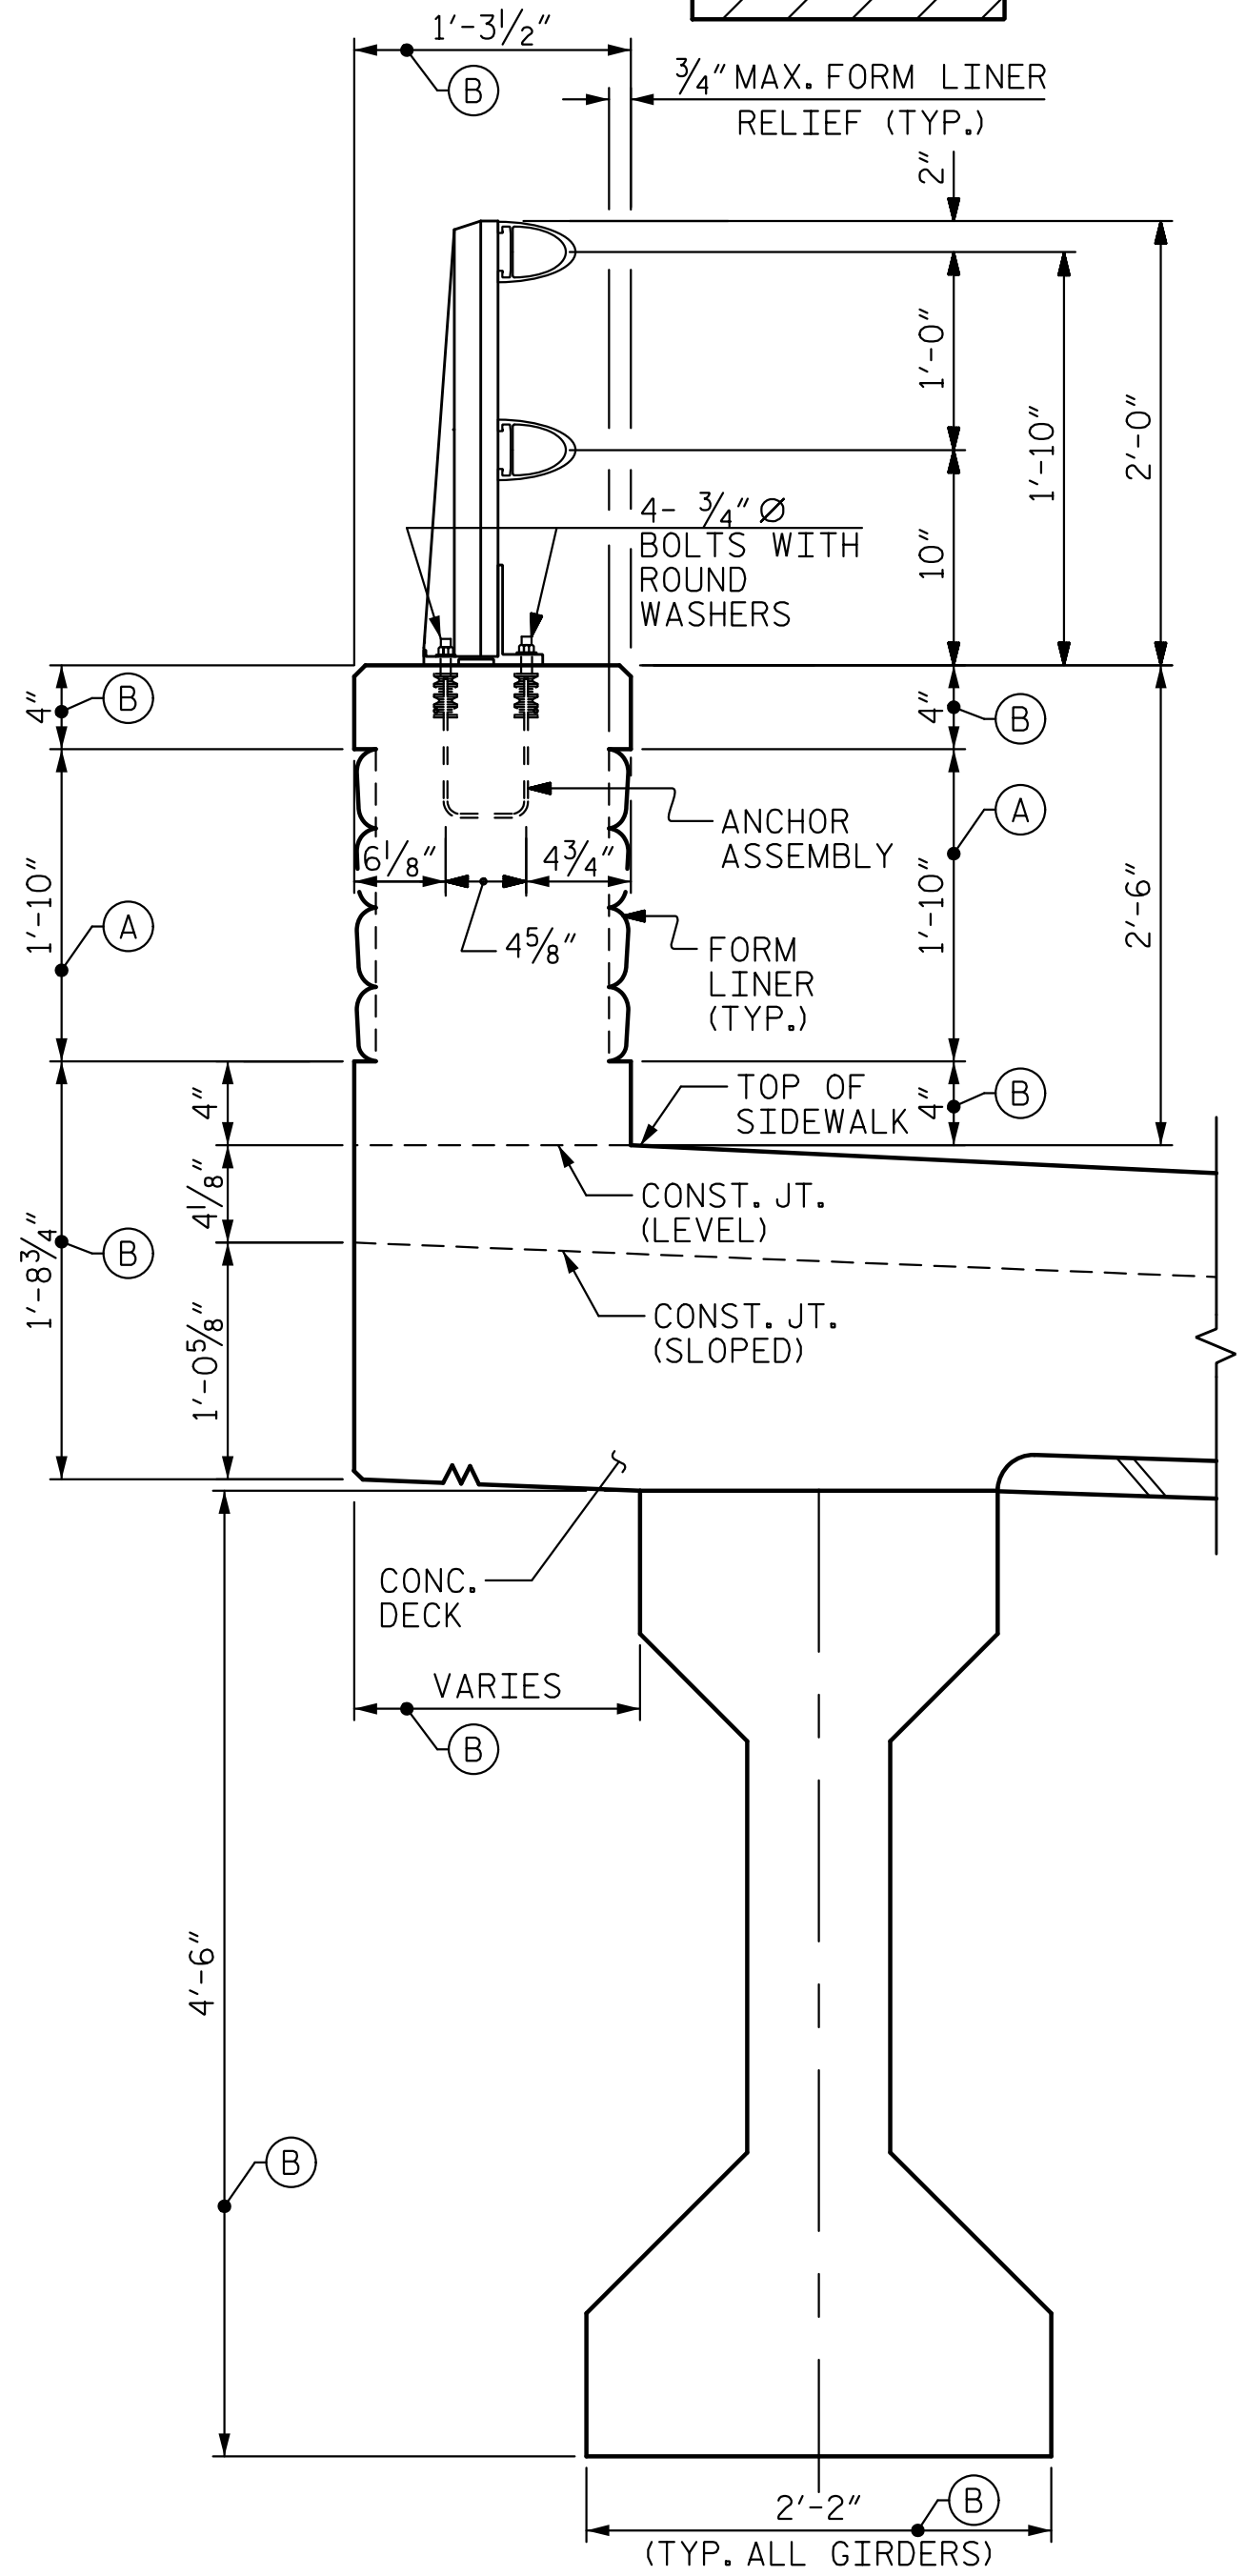 1'-3½"
B
¾" MAX. FORM LINER
RELIEF (TYP.)
2"
1'-0"
1'-10"
2'-0"
10"
4- ¾" Ø
BOLTS WITH
ROUND
WASHERS
4"
B
4"
B
A
ANCHOR
ASSEMBLY
6⅛"
4¾"
4⅝"
1'-10"
A
1'-10"
2'-6"
FORM
LINER
(TYP.)
4"
TOP OF
SIDEWALK
4"
B
4⅛"
CONST. JT.
(LEVEL)
1'-8¾"
B
1'-0⅝"
CONST. JT.
(SLOPED)
CONC.
DECK
VARIES
B
4'-6"
B
2'-2"
B
(TYP. ALL GIRDERS)